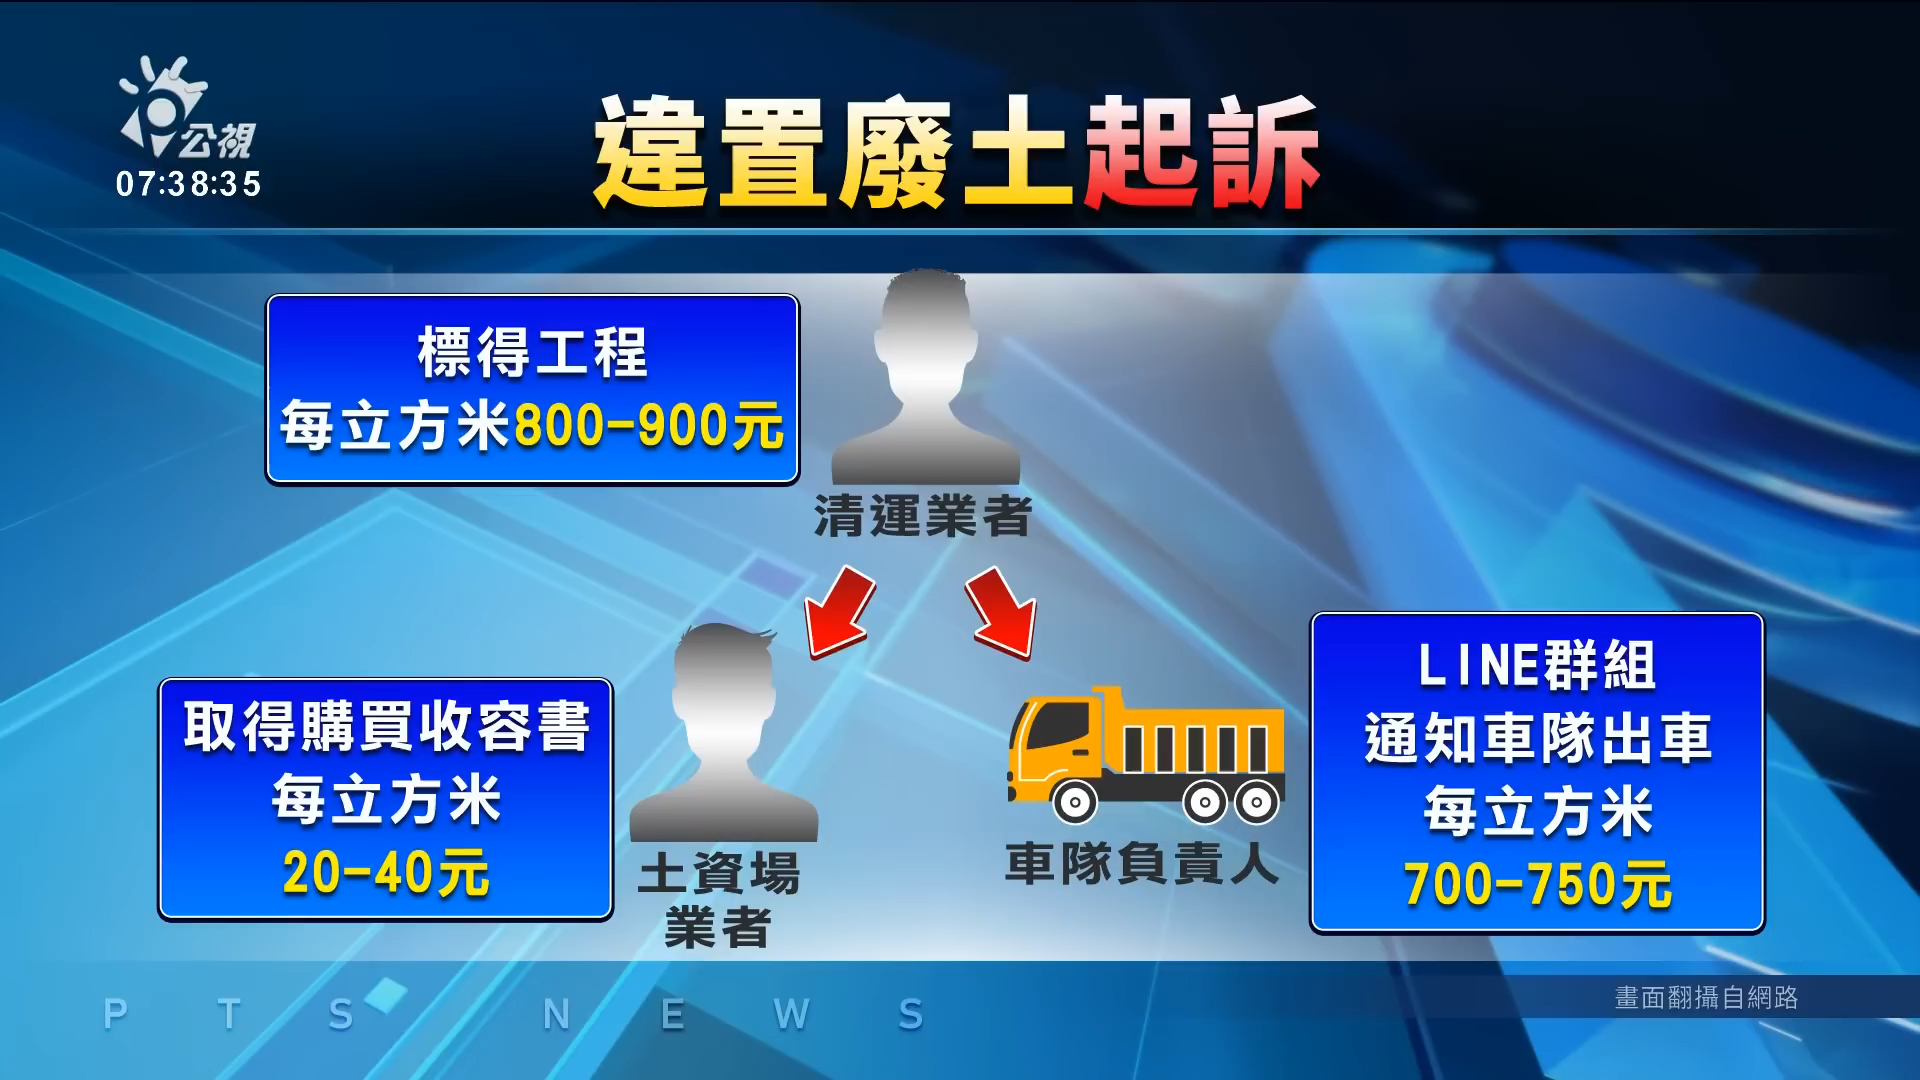 公視
07:38:35
違置廢土起訴
標得工程
每立方米800-900元
清運業者
取得購買收容書
每立方米
20-40元
土資場
業者
車隊負責人
LINE群組
通知車隊出車
每立方米
700-750元
PTS NEWS
畫面翻攝自網路